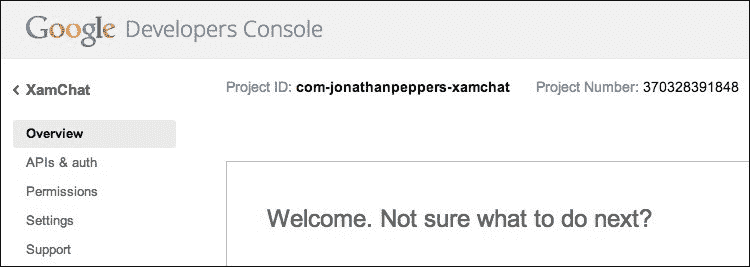 Google Developers Console
< XamChat
Project ID: com-jonathanpeppers-xamchat Project Number: 370328391848
Overview
APIs & auth
Permissions
Settings
Support
Welcome. Not sure what to do next?